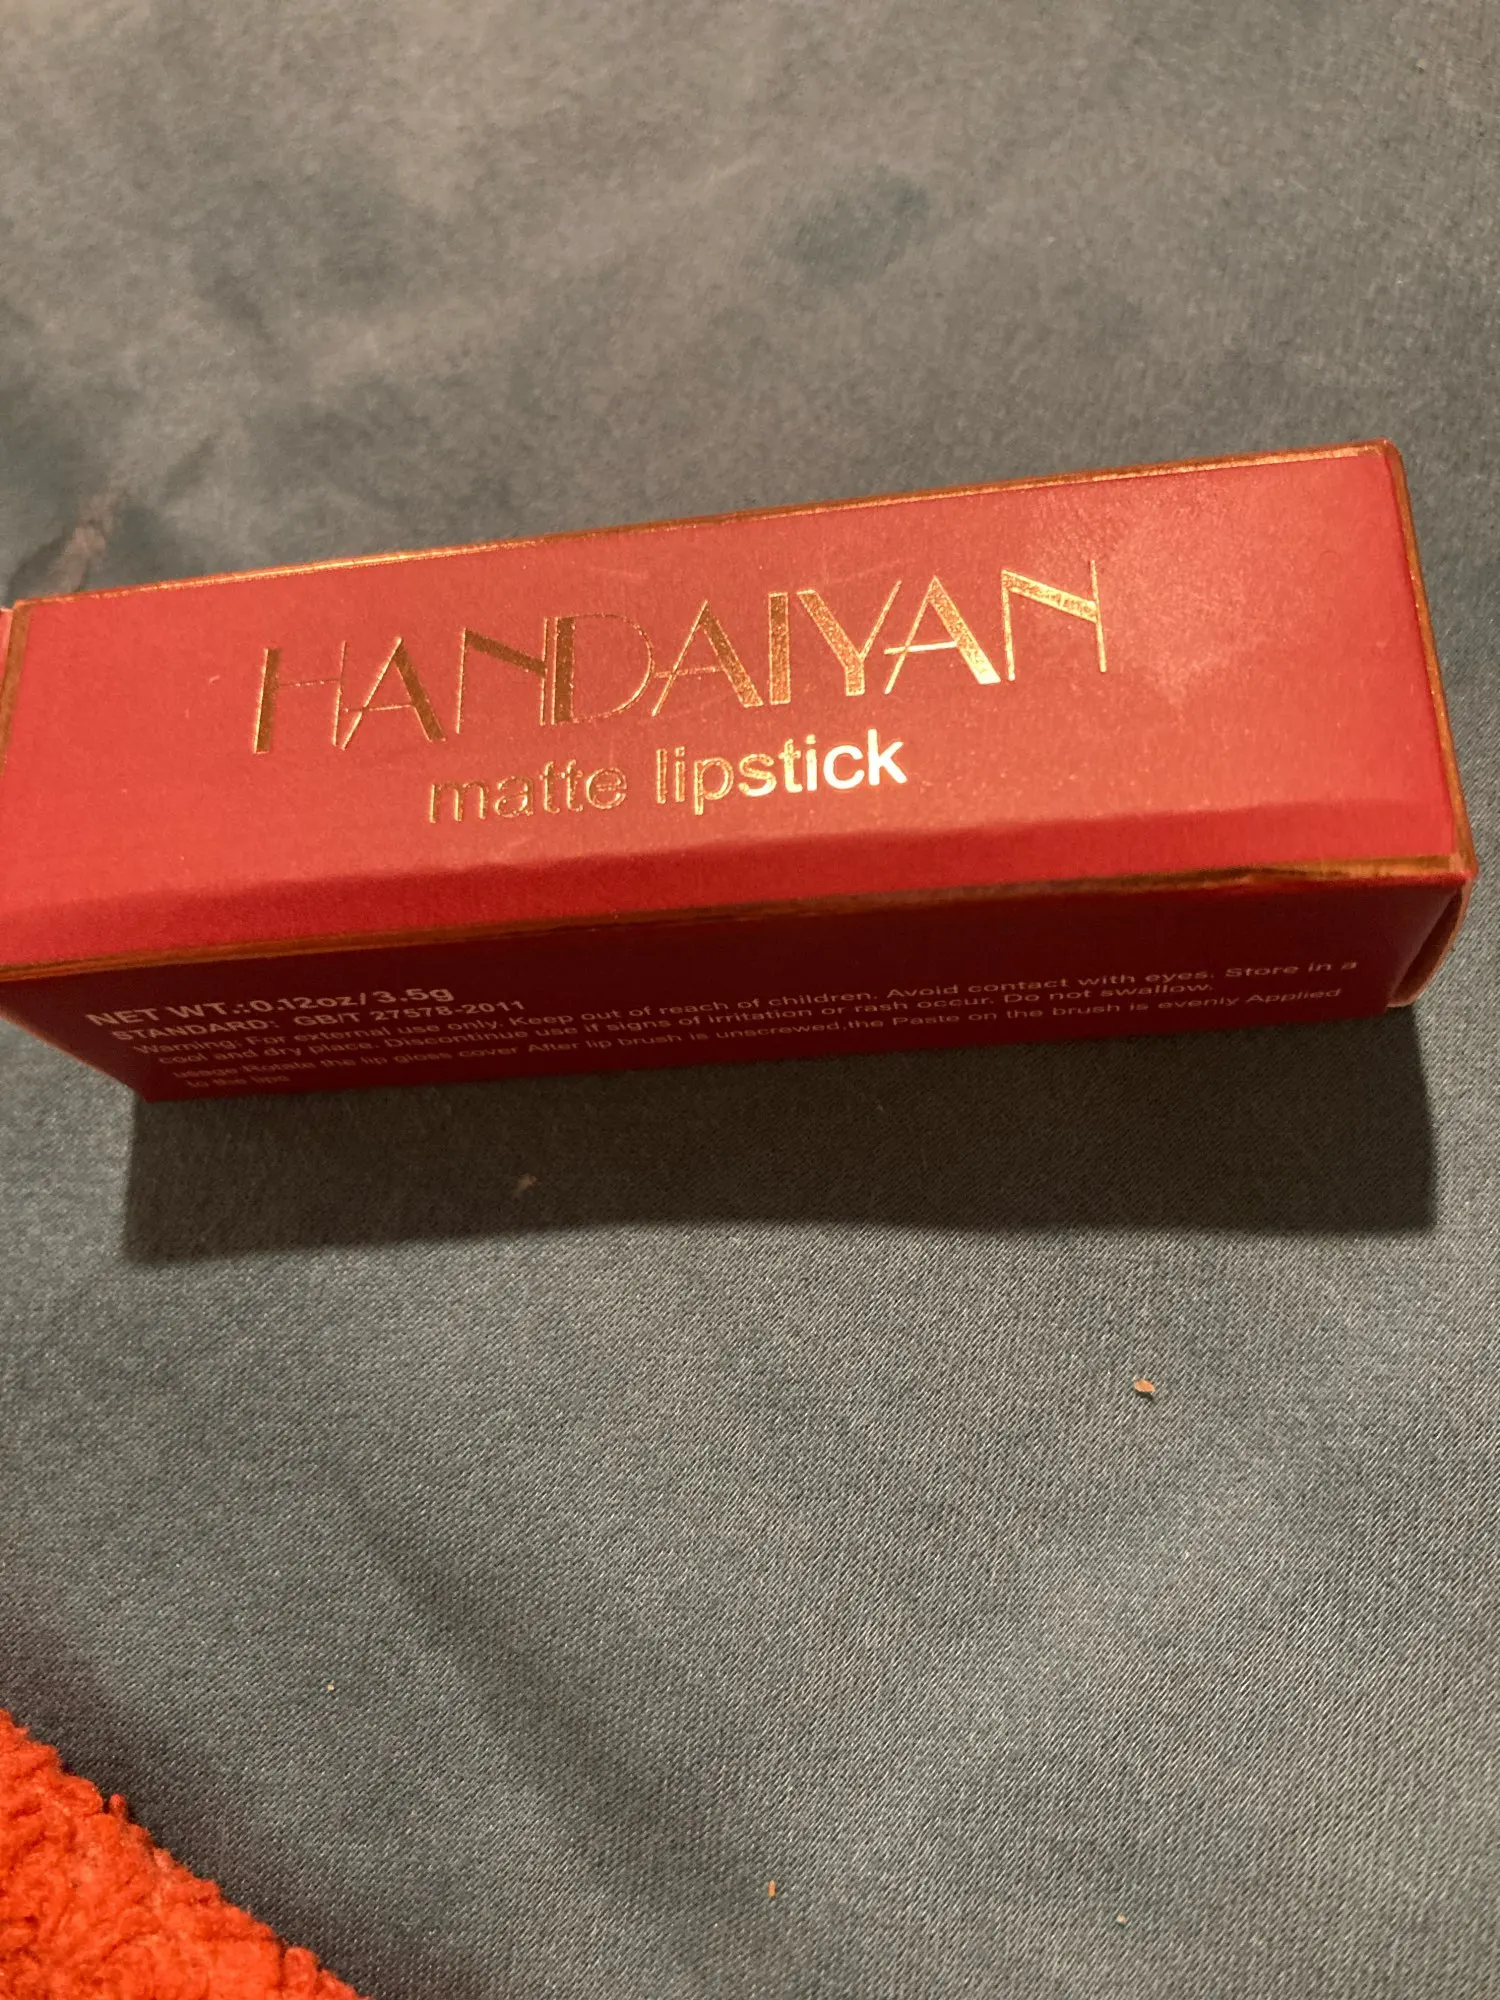 HANDAIYAN
matte lipstick
NET WT.:0.12oz/3.5g
STANDARD: GB/T 27578-2011
Warning: For external use only. Keep out of reach of children. Avoid contact with eyes. Store in a
cool and dry place. Discontinue use if signs of irritation or rash occur. Do not swallow.
usage:Rotate the lip gloss cover After lip brush is unscrewed,the Paste on the brush is evenly Applied
to the lips